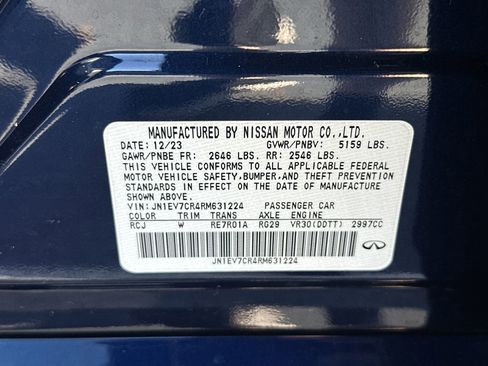 MANUFACTURED BY NISSAN MOTOR CO.,LTD.
DATE: 12/23 GVWR/PNBV: 5159 LBS.
GAWR/PNBE FR: 2646 LBS. RR: 2546 LBS.
THIS VEHICLE CONFORMS TO ALL APPLICABLE FEDERAL
MOTOR VEHICLE SAFETY,BUMPER,AND THEFT PREVENTION
STANDARDS IN EFFECT ON THE DATE OF MANUFACTURE
SHOWN ABOVE.
VIN: JN1EV7CR4RM631224 PASSENGER CAR
COLOR TRIM TRANS AXLE ENGINE
RCJ W RE7R01A RG29 VR30(DDTT) 2997CC
JN1EV7CR4RM631224